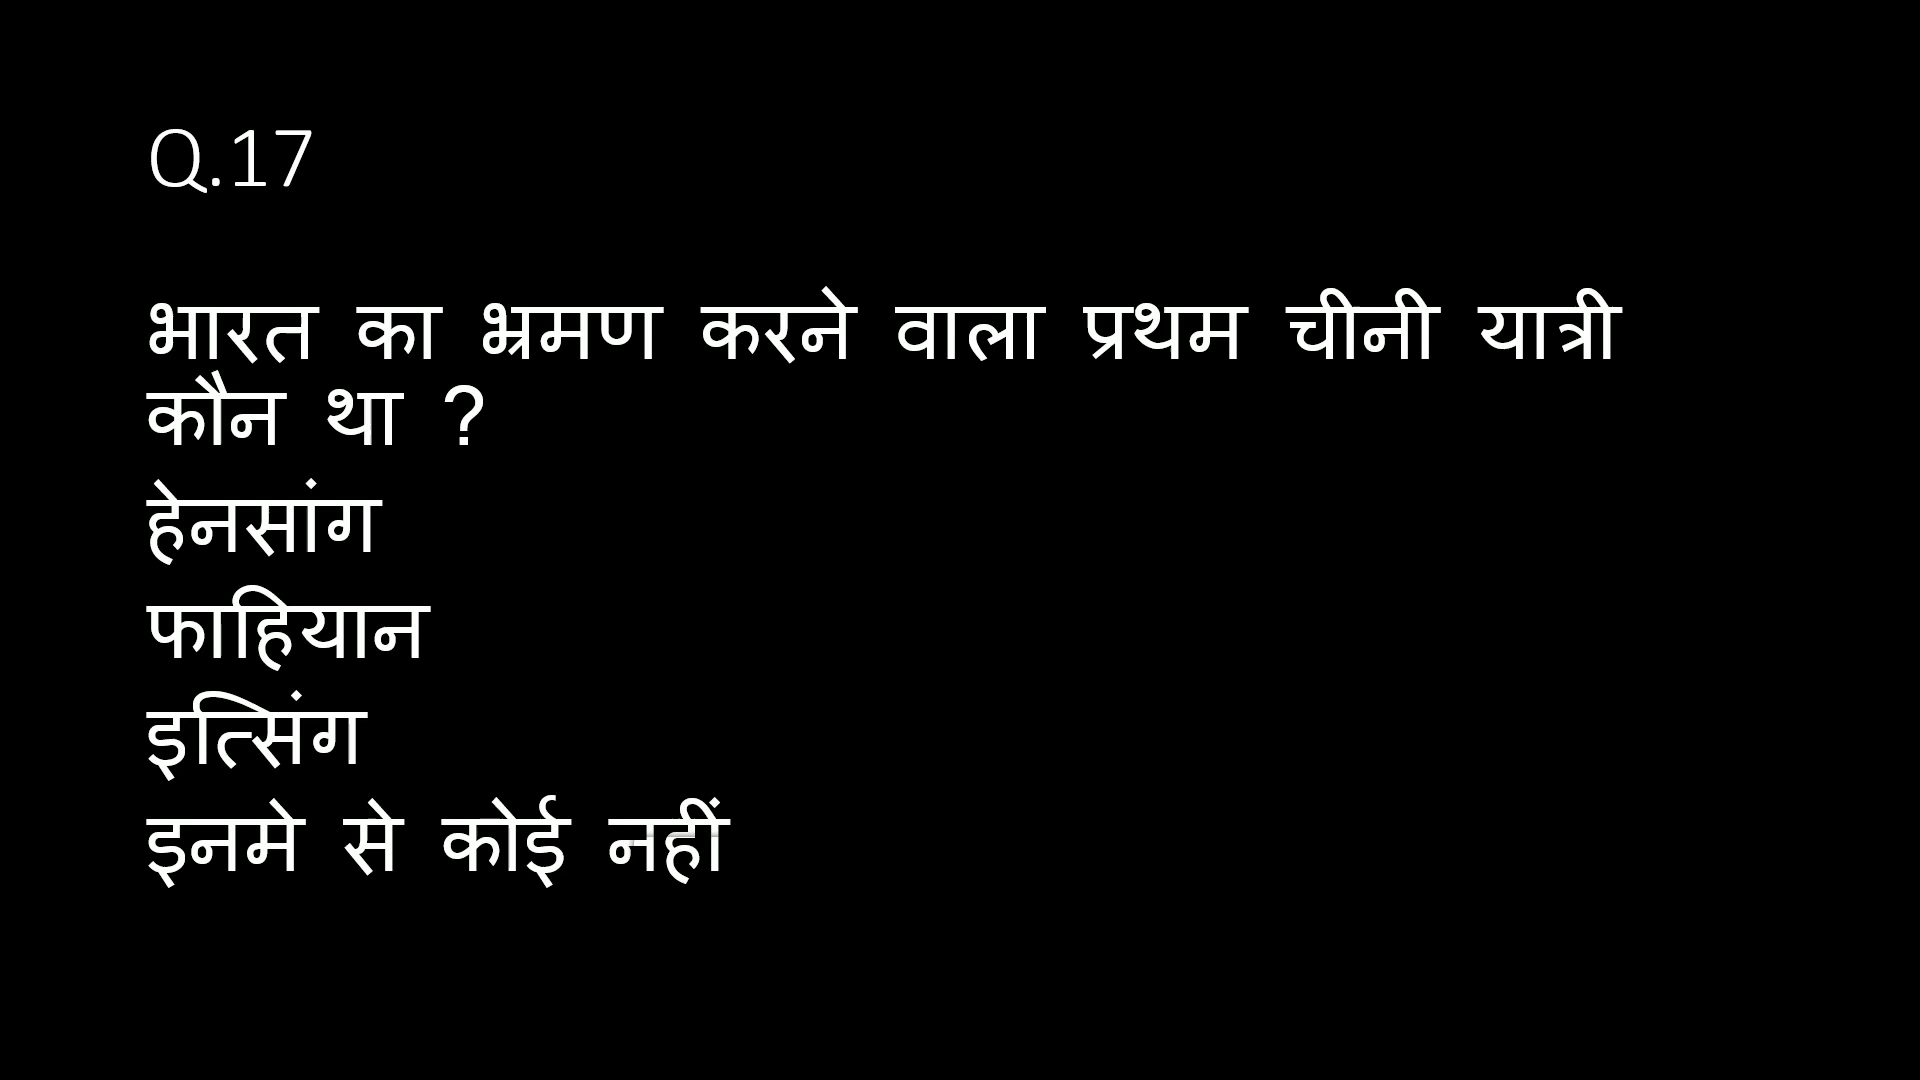 Q.17
भारत का भ्रमण करने वाला प्रथम चीनी यात्री
कौन था ?
हेनसांग
फाहियान
इत्सिंग
इनमे से कोई नहीं